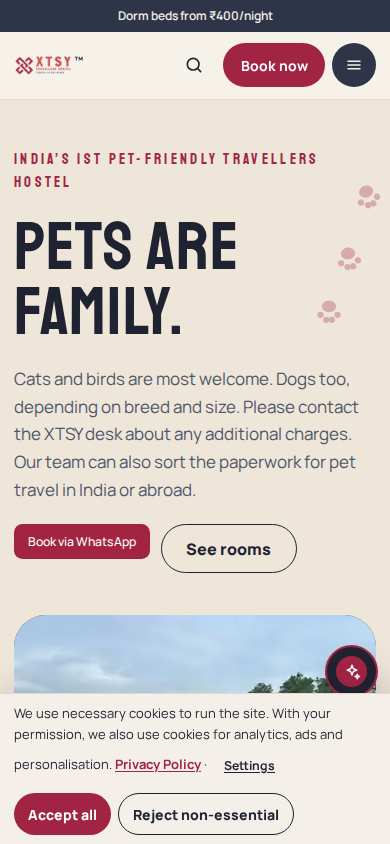 Dorm beds from ₹400/night
XTSY™
Book now
INDIA'S 1ST PET-FRIENDLY TRAVELLERS
HOSTEL
PETS ARE
FAMILY.
Cats and birds are most welcome. Dogs too,
depending on breed and size. Please contact
the XTSY desk about any additional charges.
Our team can also sort the paperwork for pet
travel in India or abroad.
Book via WhatsApp
See rooms
We use necessary cookies to run the site. With your
permission, we also use cookies for analytics, ads and
personalisation. Privacy Policy · Settings
Accept all
Reject non-essential